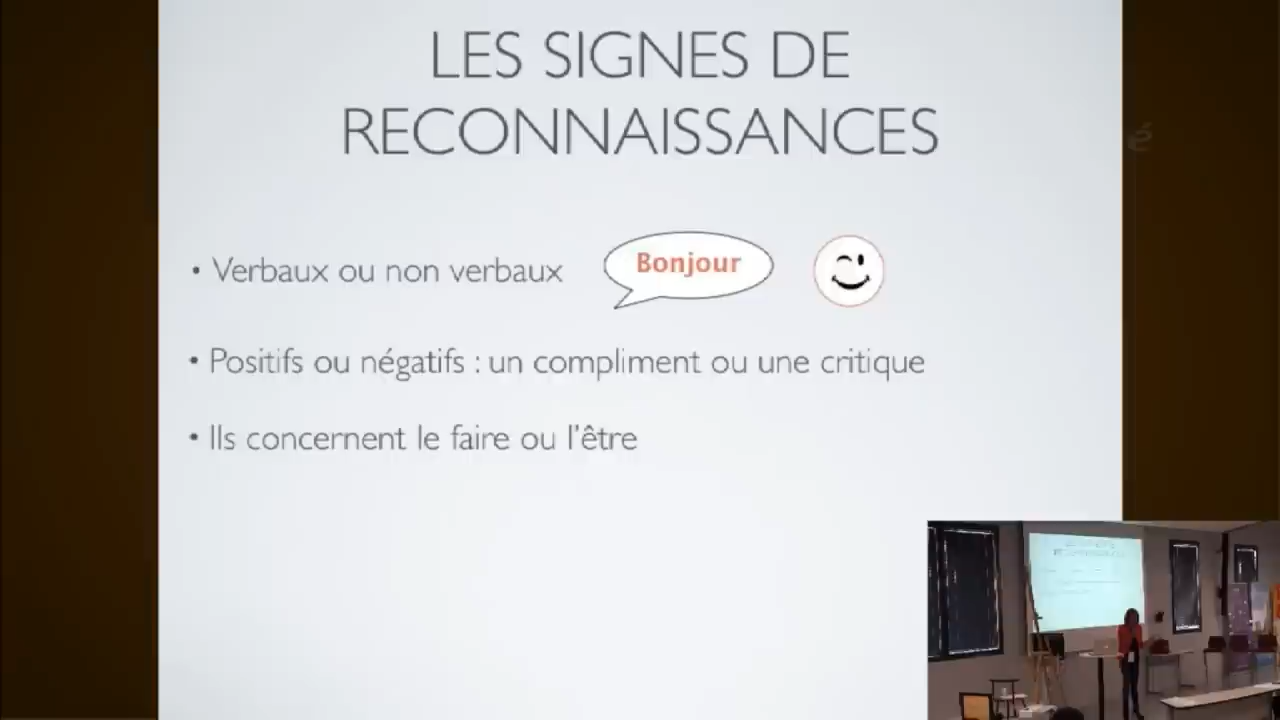 LES SIGNES DE
RECONNAISSANCES
• Verbaux ou non verbaux
Bonjour
• Positifs ou négatifs : un compliment ou une critique
• Ils concernent le faire ou l'être
é